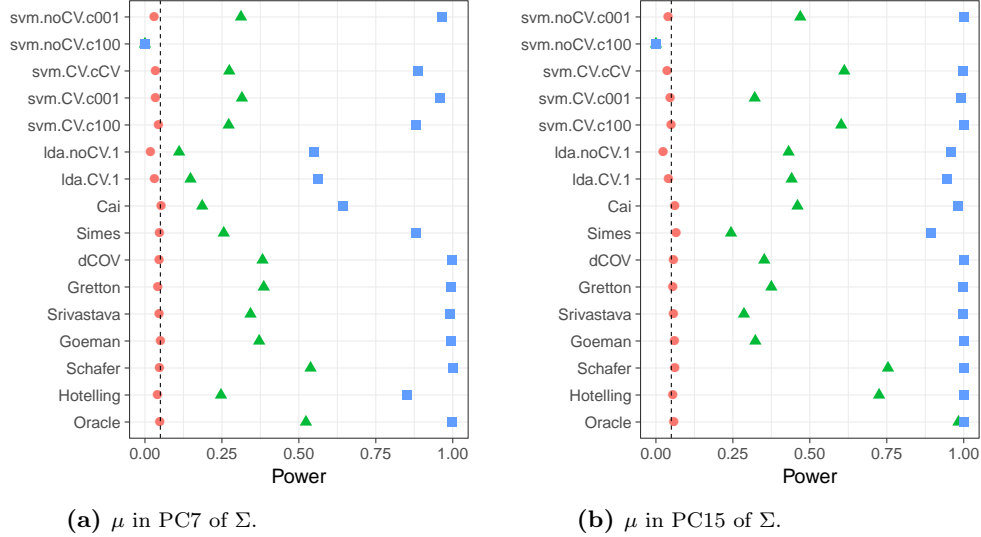 svm.noCV.c001
svm.noCV.c100
svm.CV.cCV
svm.CV.c001
svm.CV.c100
lda.noCV.1
lda.CV.1
Cai
Simes
dCOV
Gretton
Srivastava
Goeman
Schafer
Hotelling
Oracle
0.00 0.25 0.50 0.75 1.00
Power
(a) μ in PC7 of Σ.
svm.noCV.c001
svm.noCV.c100
svm.CV.cCV
svm.CV.c001
svm.CV.c100
lda.noCV.1
lda.CV.1
Cai
Simes
dCOV
Gretton
Srivastava
Goeman
Schafer
Hotelling
Oracle
0.00 0.25 0.50 0.75 1.00
Power
(b) μ in PC15 of Σ.